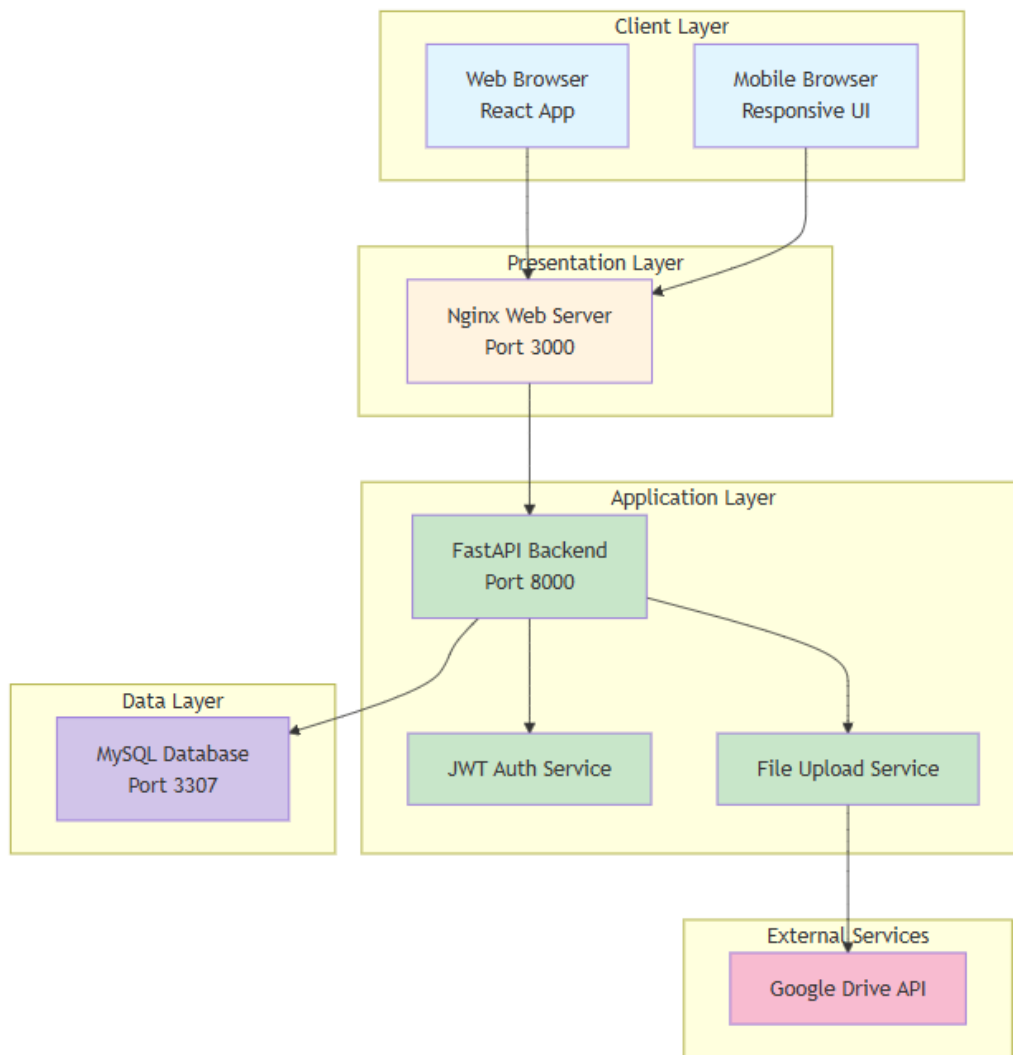 Client Layer
Web Browser
React App
Mobile Browser
Responsive UI
Presentation Layer
Nginx Web Server
Port 3000
Application Layer
FastAPI Backend
Port 8000
Data Layer
MySQL Database
Port 3307
JWT Auth Service
File Upload Service
External Services
Google Drive API